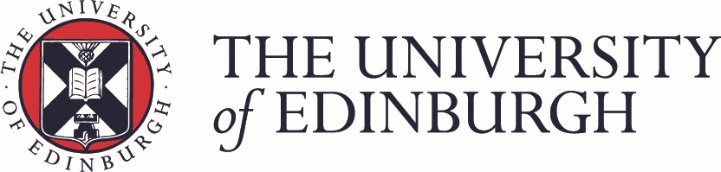 THE UNIVERSITY
OF EDINBURGH
THE UNIVERSITY
of EDINBURGH